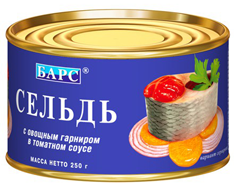 БАРС®
СЕЛЬДЬ
С ОВОЩНЫМ ГАРНИРОМ
В ТОМАТНОМ СОУСЕ
МАССА НЕТТО 250 г